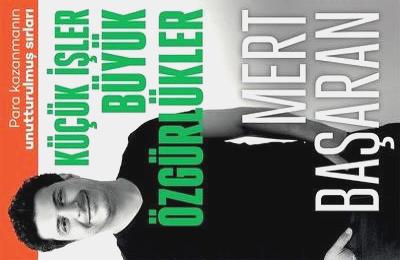 Para kazanmanın
unutturulmuş sırları
KÜÇÜK İŞLER
BÜYÜK
ÖZGÜRLÜKLER
MERT
BAŞARAN